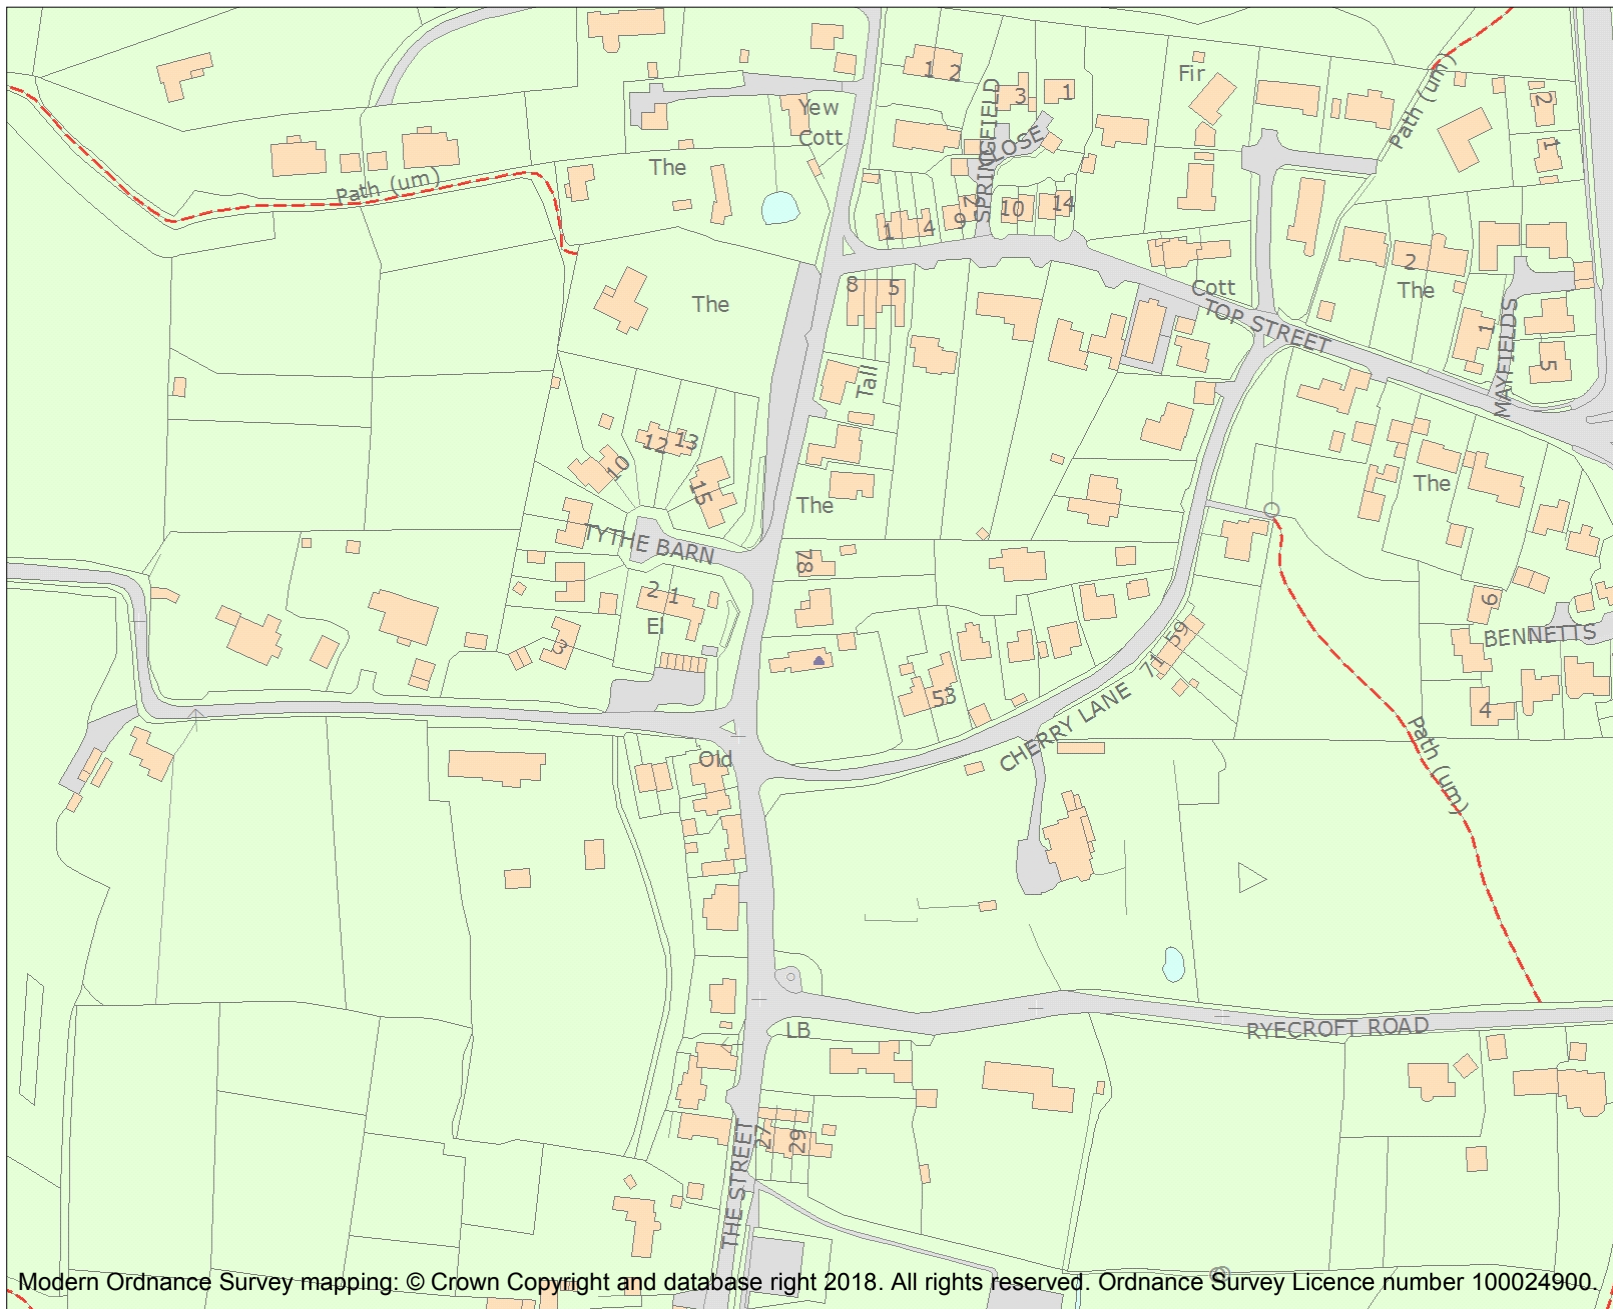 1 2
Fir
3
1
Path (um)
2
Yew
Cott
SPRINGFIELD
CLOSE
1
The
Path (um)
1
4
9
7
10
14
2
The
Cott
8
5
The
TOP STREET
1
MAYFIELDS
5
Tall
12
13
10
15
The
The
TYTHE BARN
78
2
1
El
3
6
BENNETTS
59
71
53
4
CHERRY LANE
Old
Path (um)
LB
RYECROFT ROAD
27
29
THE STREET
Modern Ordnance Survey mapping: © Crown Copyright and database right 2018. All rights reserved. Ordnance Survey Licence number 100024900.